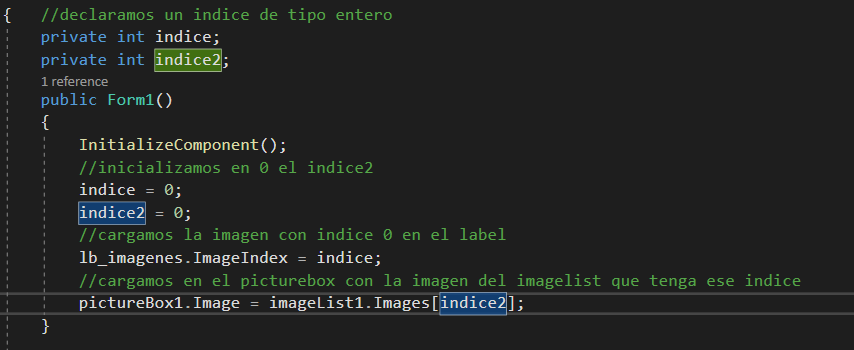 { //declaramos un indice de tipo entero
private int indice;
private int indice2;
1 reference
public Form1()
{
InitializeComponent();
//inicializamos en 0 el indice2
indice = 0;
indice2 = 0;
//cargamos la imagen con indice 0 en el label
lb_imagenes.ImageIndex = indice;
//cargamos en el picturebox con la imagen del imagelist que tenga ese indice
pictureBox1.Image = imageList1.Images[indice2];
}